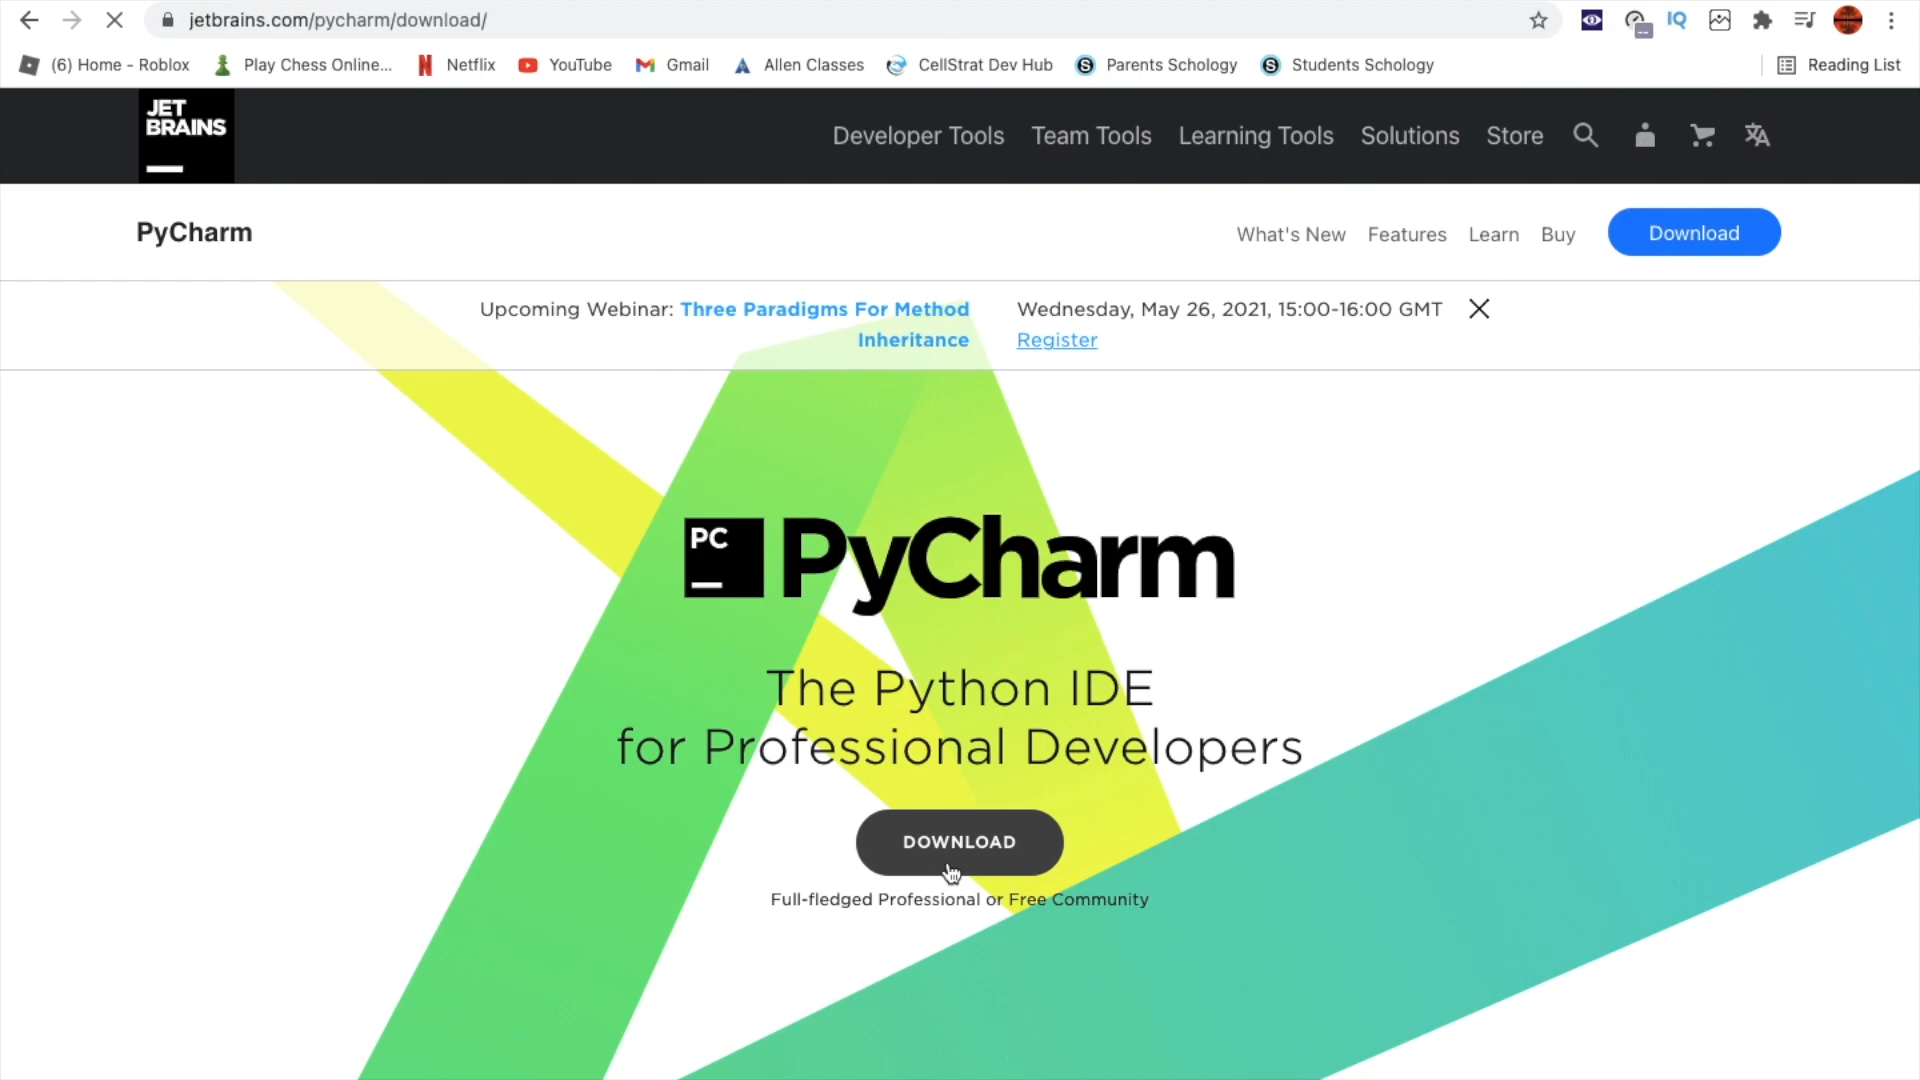 jetbrains.com/pycharm/download/
IQ
(6) Home - Roblox Play Chess Online... Netflix YouTube Gmail Allen Classes CellStrat Dev Hub Parents Schology Students Schology Reading List
JET
BRAINS
Developer Tools Team Tools Learning Tools Solutions Store
PyCharm
What's New Features Learn Buy Download
Upcoming Webinar: Three Paradigms For Method
Inheritance
Wednesday, May 26, 2021, 15:00-16:00 GMT
Register
PC
PyCharm
The Python IDE
for Professional Developers
DOWNLOAD
Full-fledged Professional or Free Community